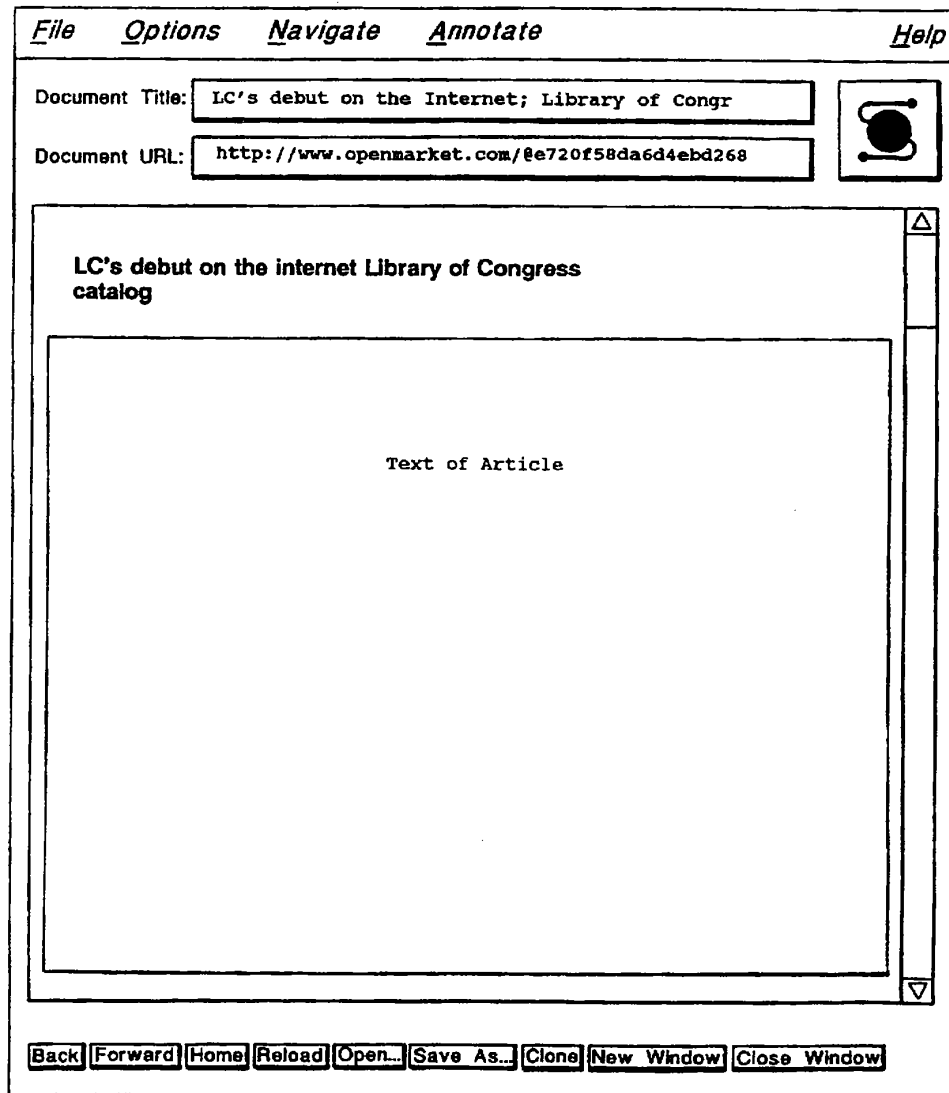 File Options Navigate Annotate Help
Document Title: LC's debut on the Internet; Library of Congr
Document URL: http://www.openmarket.com/@e720f58da6d4ebd268
LC's debut on the internet Library of Congress
catalog
Text of Article
Back Forward Home Reload Open... Save As... Clone New Window Close Window